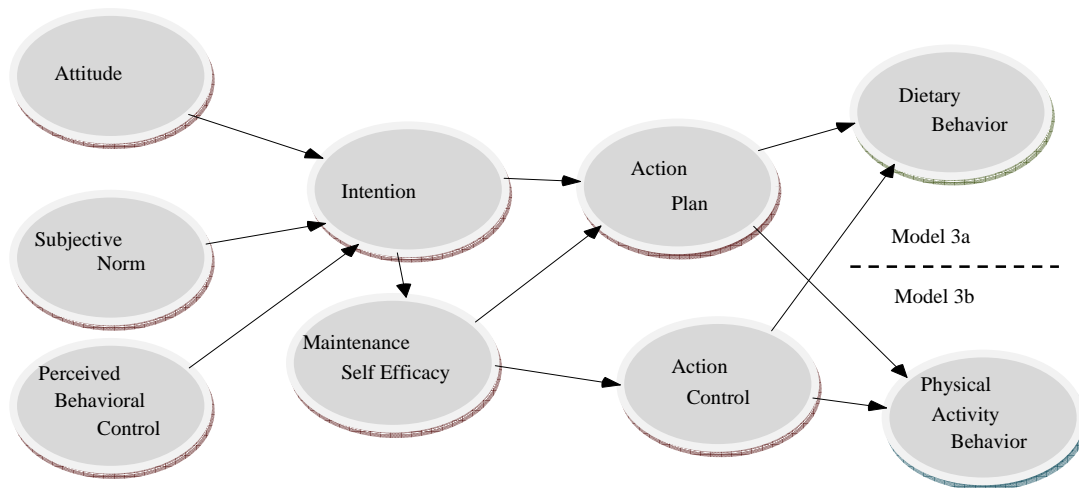 Attitude
Subjective
Norm
Perceived
Behavioral
Control
Intention
Maintenance
Self Efficacy
Action
Plan
Action
Control
Dietary
Behavior
Model 3a
Model 3b
Physical
Activity
Behavior